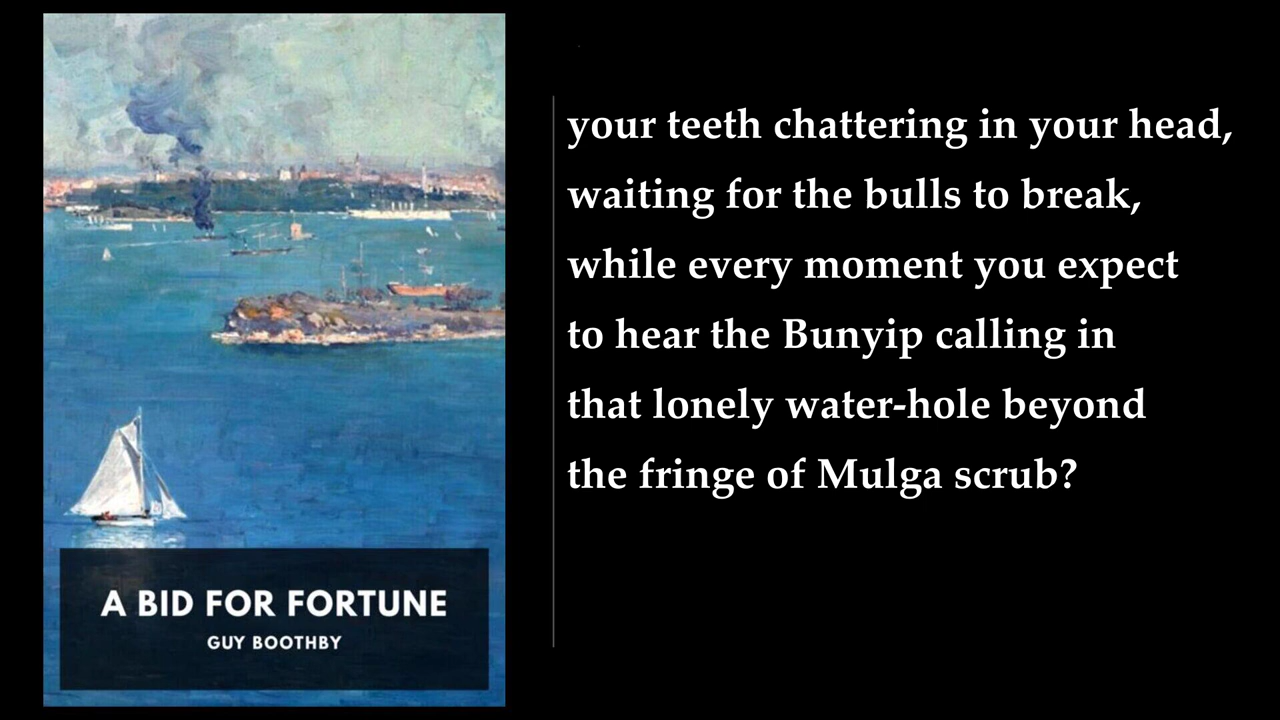 your teeth chattering in your head,
waiting for the bulls to break,
while every moment you expect
to hear the Bunyip calling in
that lonely water-hole beyond
the fringe of Mulga scrub?
A BID FOR FORTUNE
GUY BOOTHBY